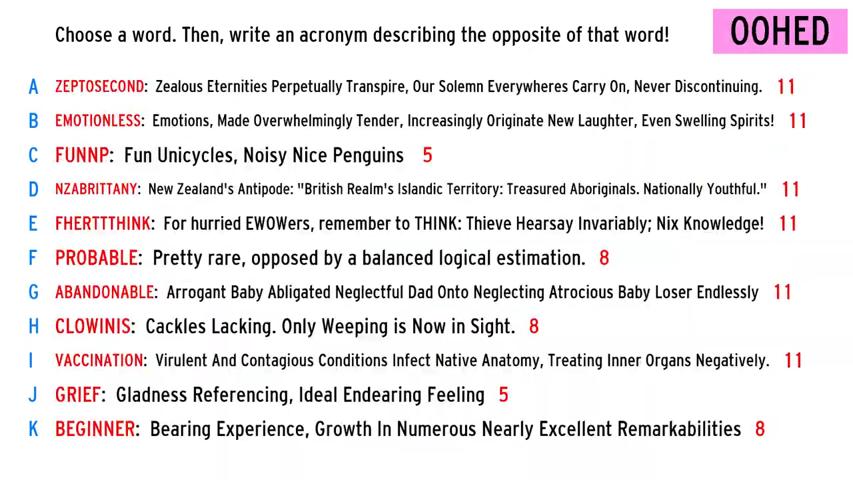 Choose a word. Then, write an acronym describing the opposite of that word!
OOHED
A ZEPTOSECOND: Zealous Eternities Perpetually Transpire, Our Solemn Everywheres Carry On, Never Discontinuing. 11
B EMOTIONLESS: Emotions, Made Overwhelmingly Tender, Increasingly Originate New Laughter, Even Swelling Spirits! 11
C FUNNP: Fun Unicycles, Noisy Nice Penguins 5
D NZABRITTANY: New Zealand's Antipode: "British Realm's Islandic Territory: Treasured Aboriginals. Nationally Youthful." 11
E FHERTTTHINK: For hurried EWOWers, remember to THINK: Thieve Hearsay Invariably; Nix Knowledge! 11
F PROBABLE: Pretty rare, opposed by a balanced logical estimation. 8
G ABANDONABLE: Arrogant Baby Abligated Neglectful Dad Onto Neglecting Atrocious Baby Loser Endlessly 11
H CLOWINIS: Cackles Lacking. Only Weeping is Now in Sight. 8
I VACCINATION: Virulent And Contagious Conditions Infect Native Anatomy, Treating Inner Organs Negatively. 11
J GRIEF: Gladness Referencing, Ideal Endearing Feeling 5
K BEGINNER: Bearing Experience, Growth In Numerous Nearly Excellent Remarkabilities 8